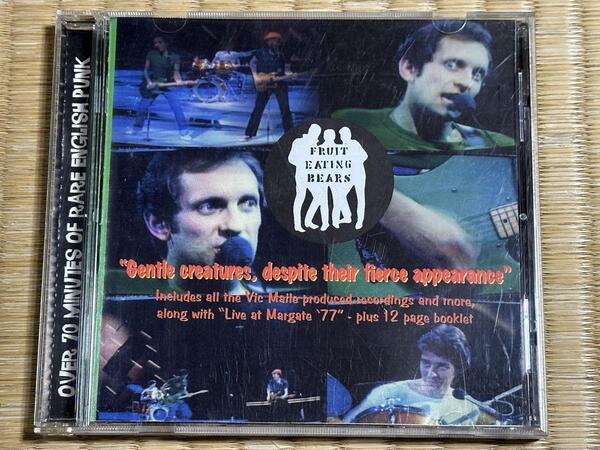 OVER 70 MINUTES OF RARE ENGLISH PUNK
FRUIT
EATING
BEARS
"Gentle creatures, despite their fierce appearance"
Includes all the Vic Maile produced recordings and more,
along with "Live at Margate '77" - plus 12 page booklet